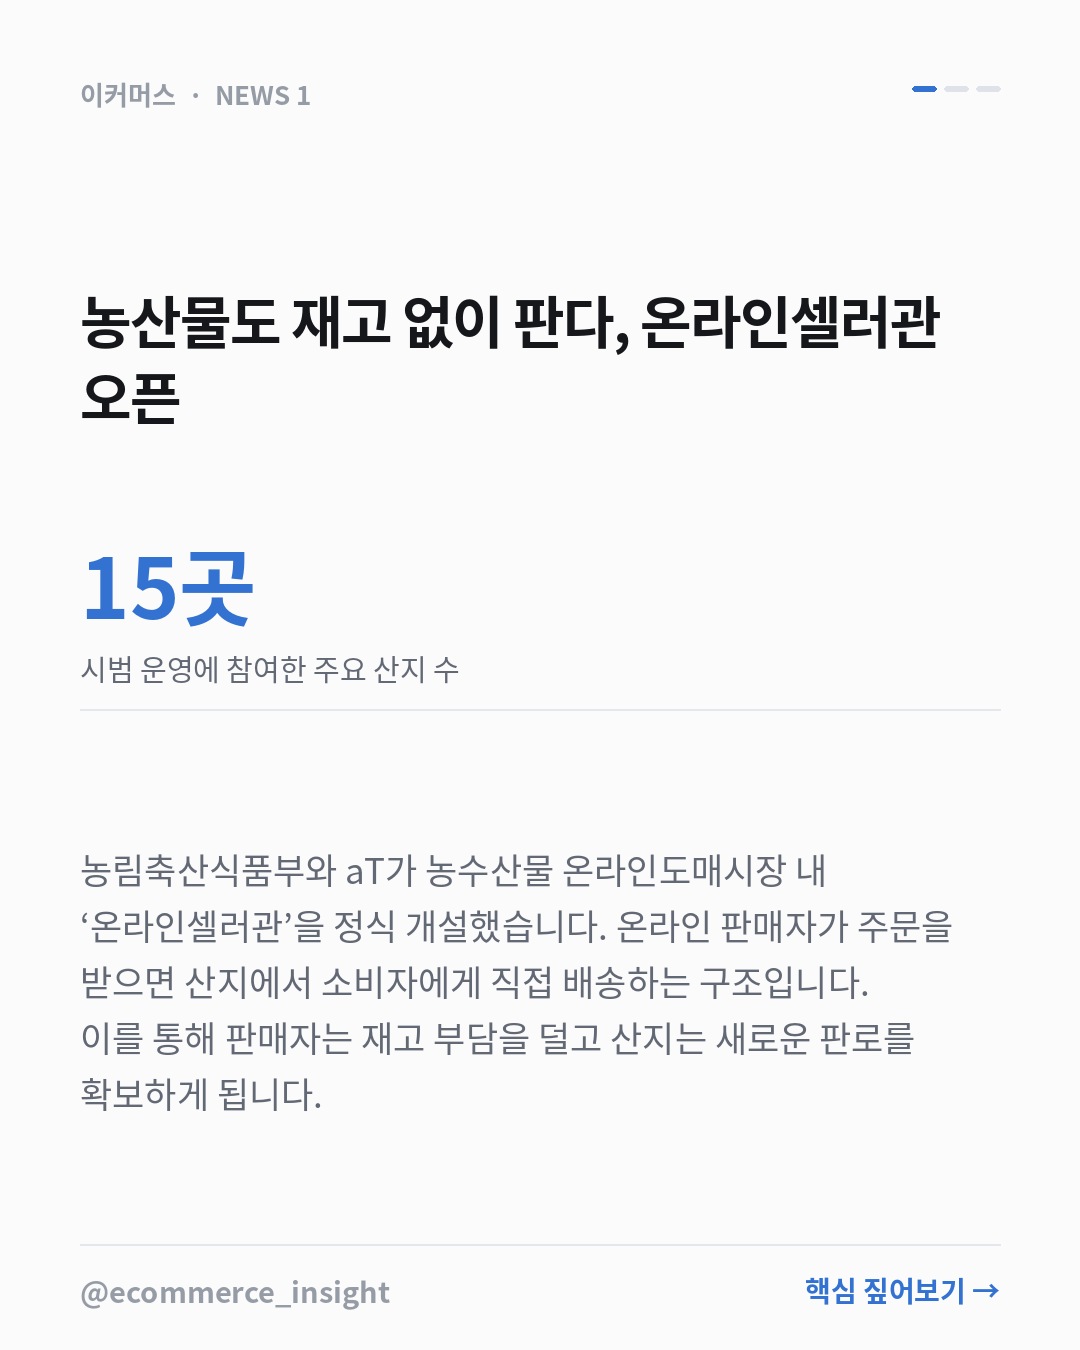 이커머스 · NEWS 1
농산물도 재고 없이 판다, 온라인셀러관
오픈
15곳
시범 운영에 참여한 주요 산지 수
농림축산식품부와 aT가 농수산물 온라인도매시장 내
‘온라인셀러관’을 정식 개설했습니다. 온라인 판매자가 주문을
받으면 산지에서 소비자에게 직접 배송하는 구조입니다.
이를 통해 판매자는 재고 부담을 덜고 산지는 새로운 판로를
확보하게 됩니다.
@ecommerce_insight
핵심 짚어보기 →